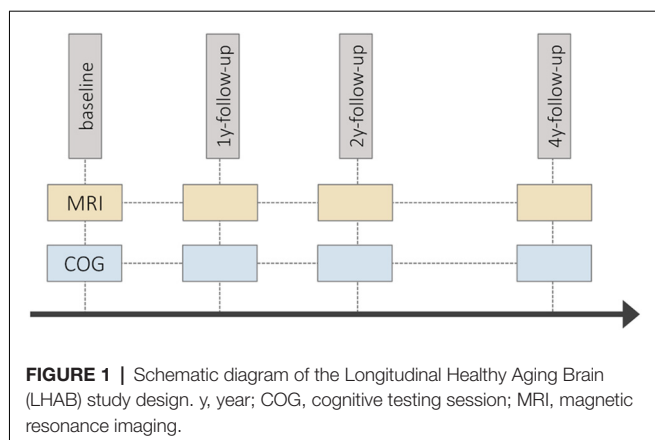 baseline
1y-follow-up
2y-follow-up
4y-follow-up
MRI
COG
FIGURE 1 | Schematic diagram of the Longitudinal Healthy Aging Brain
(LHAB) study design. y, year; COG, cognitive testing session; MRI, magnetic
resonance imaging.